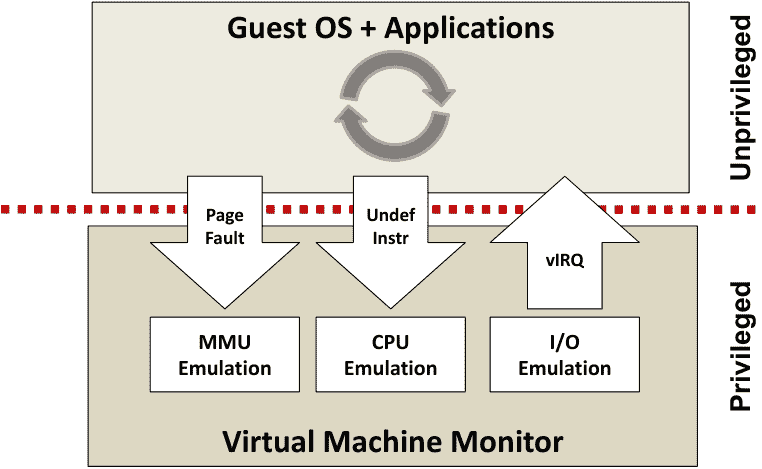 Guest OS + Applications
Unprivileged
Page
Fault
Undef
Instr
vIRQ
MMU
Emulation
CPU
Emulation
I/O
Emulation
Privileged
Virtual Machine Monitor